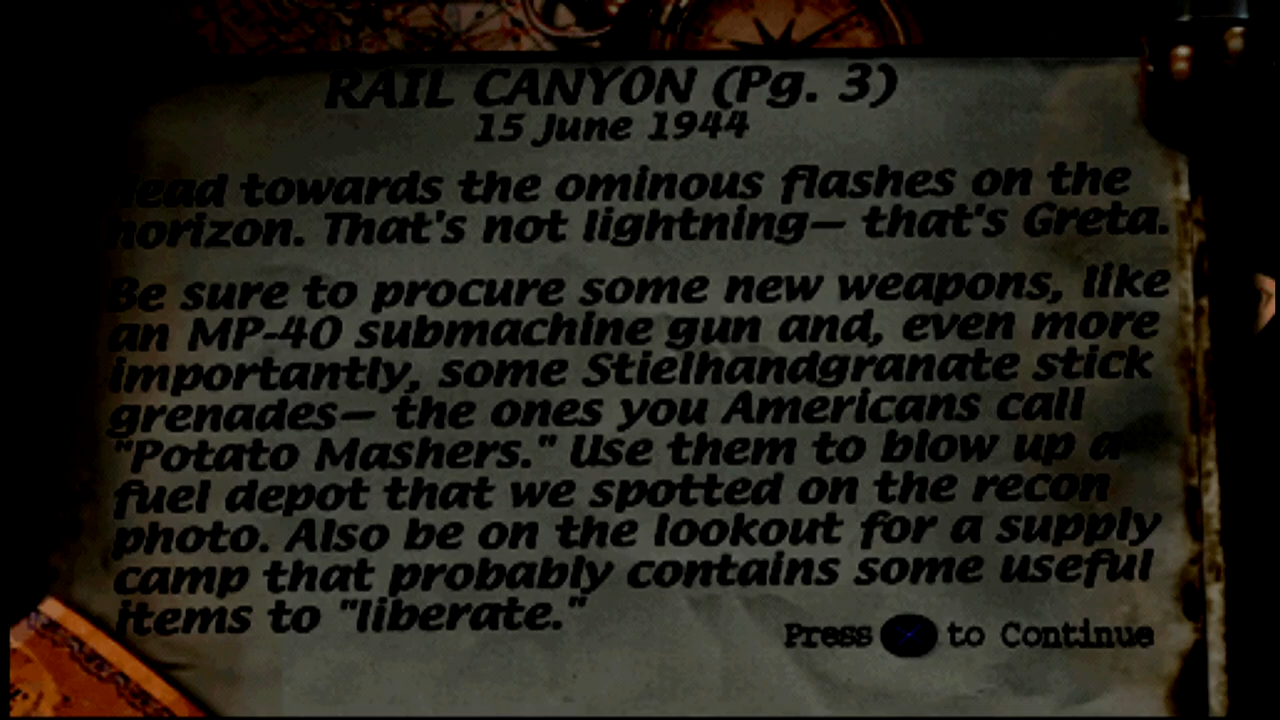 RAIL CANYON (Pg. 3)
15 June 1944
Head towards the ominous flashes on the
horizon. That's not lightning— that's Greta.
Be sure to procure some new weapons, like
an MP-40 submachine gun and, even more
importantly, some Stielhandgranate stick
grenades— the ones you Americans call
"Potato Mashers." Use them to blow up a
fuel depot that we spotted on the recon
photo. Also be on the lookout for a supply
camp that probably contains some useful
items to "liberate."
Press X to Continue